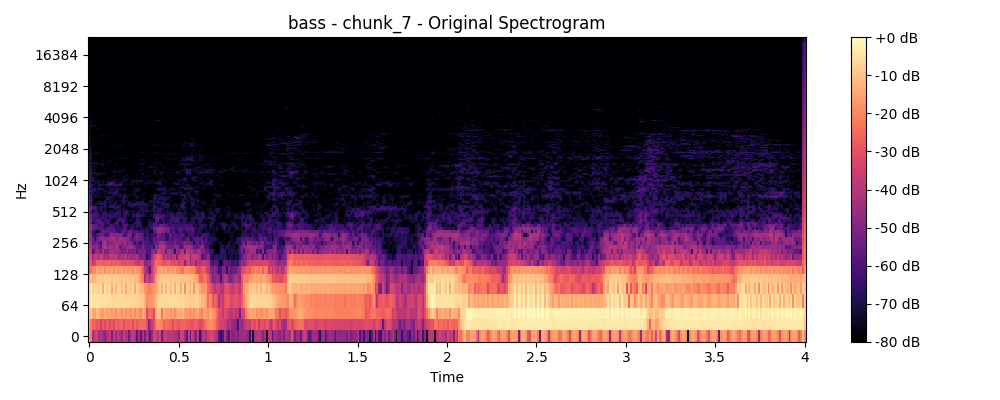 bass - chunk_7 - Original Spectrogram
Hz
16384
8192
4096
2048
1024
512
256
128
64
0
0
0.5
1
1.5
2
2.5
3
3.5
4
Time
+0 dB
-10 dB
-20 dB
-30 dB
-40 dB
-50 dB
-60 dB
-70 dB
-80 dB